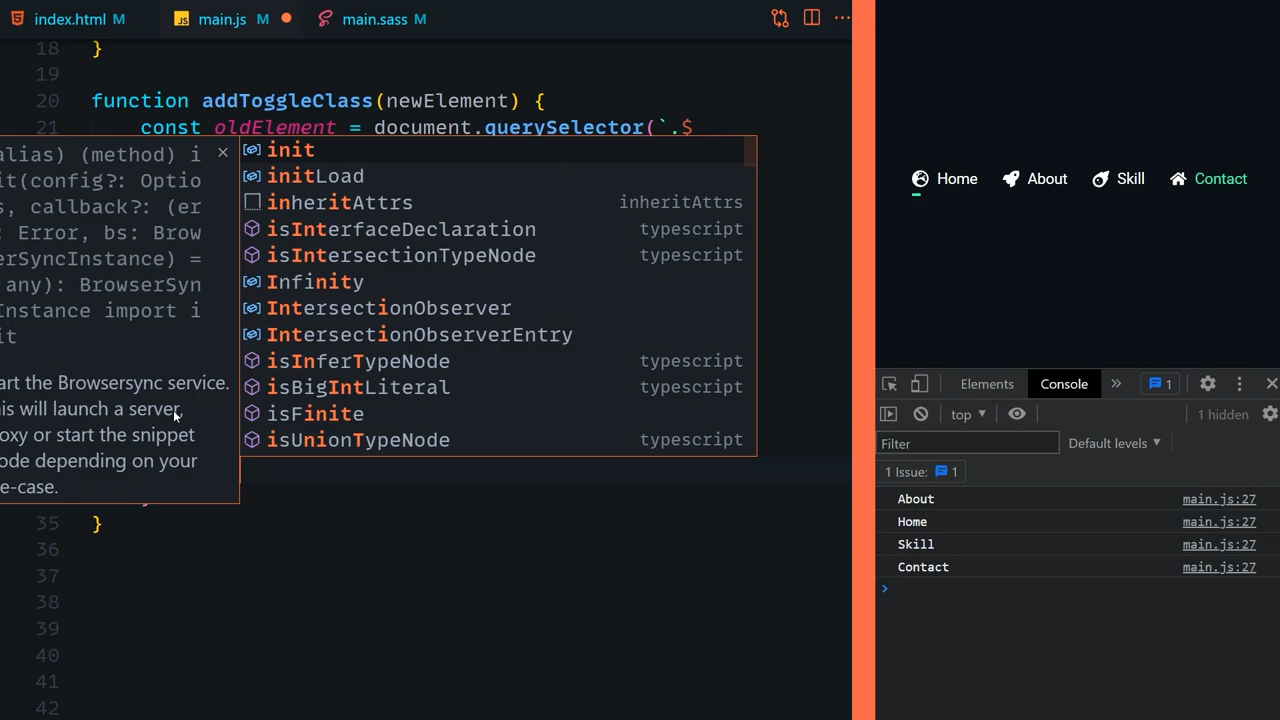 index.html M
main.js M
main.sass M
18 }
19
20 function addToggleClass(newElement) {
21 const oldElement = document.querySelector(`.$
alias) (method) i
it(config?: Optio
s, callback?: (er
: Error, bs: Brow
erSyncInstance) =
any): BrowserSyn
Instance import i
it
art the Browsersync service.
his will launch a server,
oxy or start the snippet
ode depending on your
e-case.
init
initLoad
inheritAttrs inheritAttrs
isInterfaceDeclaration typescript
isIntersectionTypeNode typescript
Infinity
IntersectionObserver
IntersectionObserverEntry
isInferTypeNode typescript
isBigIntLiteral typescript
isFinite
isUnionTypeNode typescript
35 }
36
37
38
39
40
41
42
Home About Skill Contact
Elements Console » 1
top 1 hidden
Filter Default levels
1 Issue: 1
About main.js:27
Home main.js:27
Skill main.js:27
Contact main.js:27